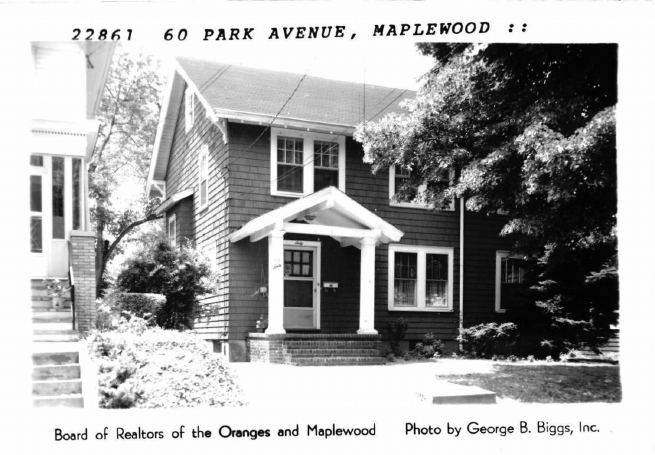 22861 60 PARK AVENUE, MAPLEWOOD ::
Board of Realtors of the Oranges and Maplewood Photo by George B. Biggs, Inc.